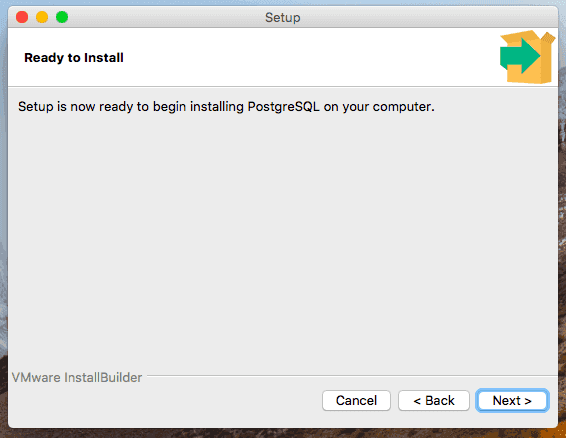 Setup
Ready to Install
Setup is now ready to begin installing PostgreSQL on your computer.
VMware InstallBuilder
Cancel
< Back
Next >